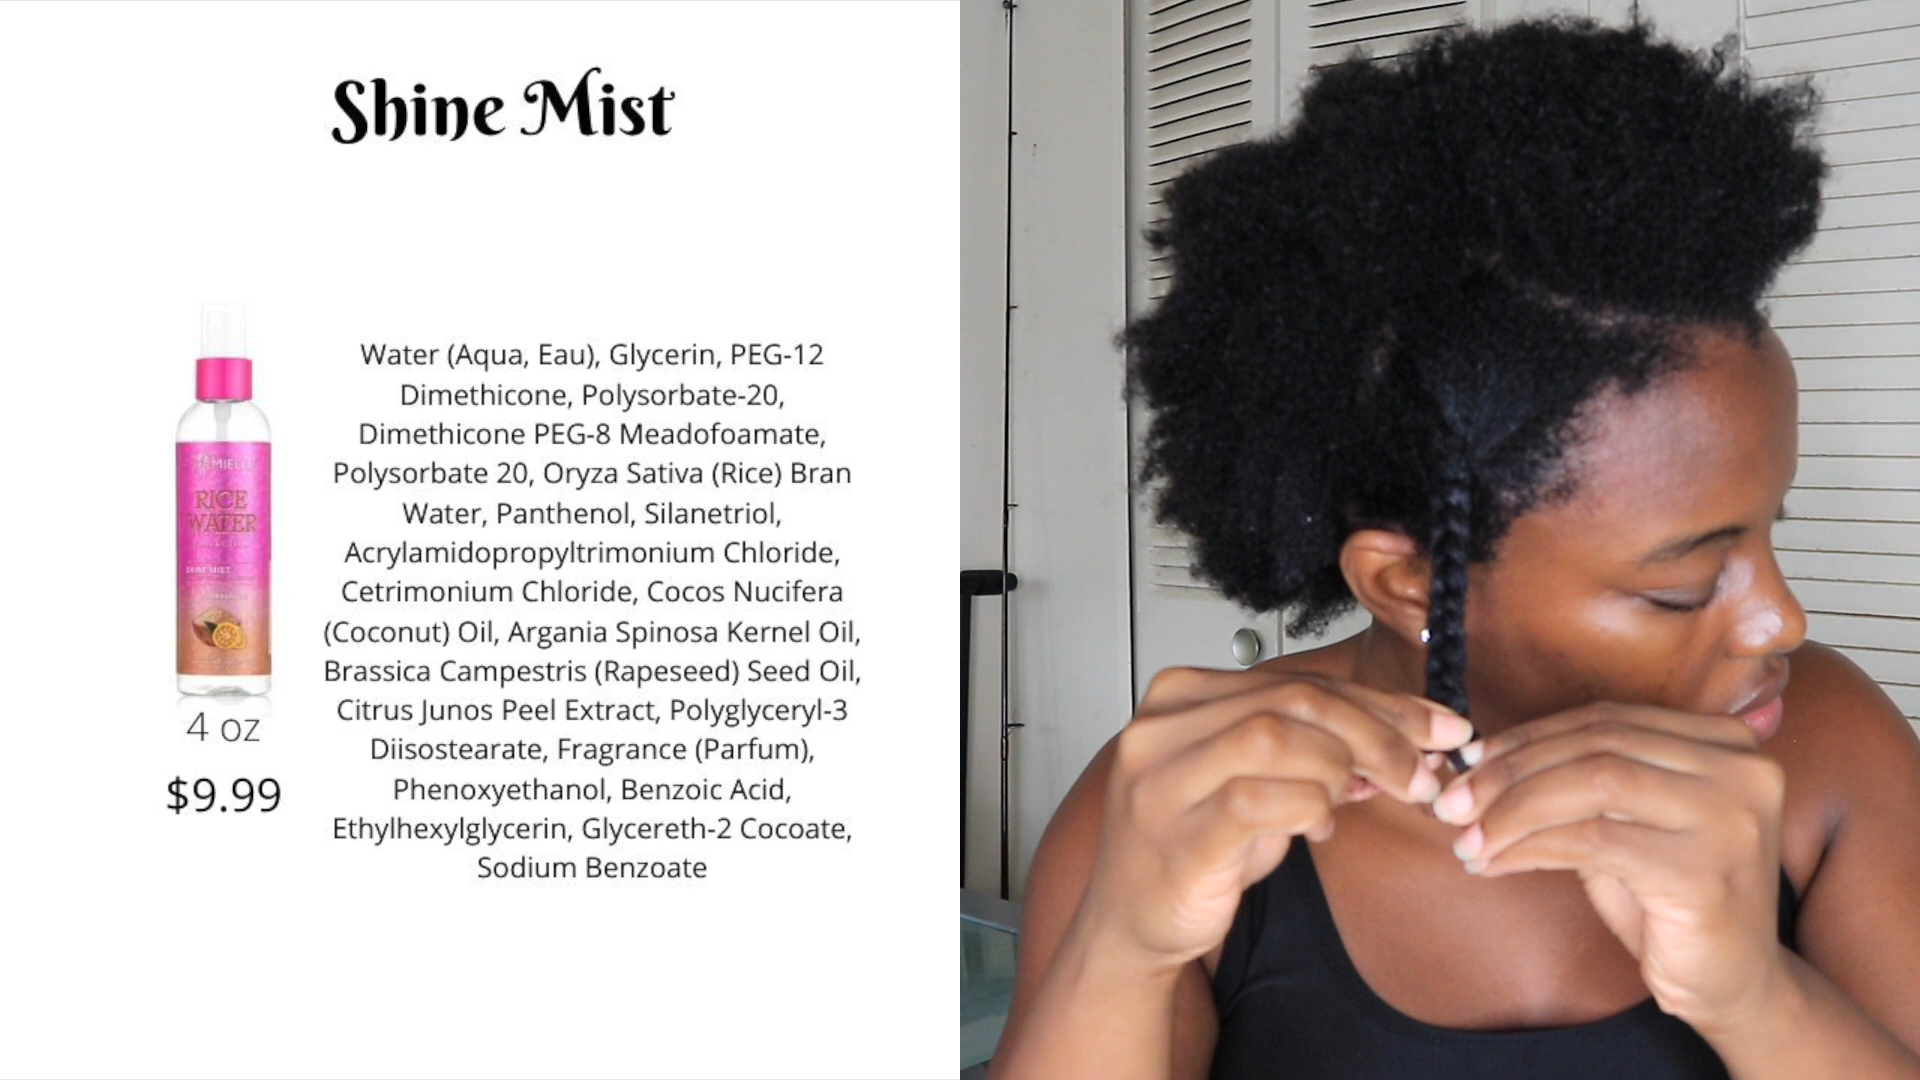 Shine Mist
MIELLE
RICE
WATER
SHINE MIST
4 oz
$9.99
Water (Aqua, Eau), Glycerin, PEG-12
Dimethicone, Polysorbate-20,
Dimethicone PEG-8 Meadofoamate,
Polysorbate 20, Oryza Sativa (Rice) Bran
Water, Panthenol, Silanetriol,
Acrylamidopropyltrimonium Chloride,
Cetrimonium Chloride, Cocos Nucifera
(Coconut) Oil, Argania Spinosa Kernel Oil,
Brassica Campestris (Rapeseed) Seed Oil,
Citrus Junos Peel Extract, Polyglyceryl-3
Diisostearate, Fragrance (Parfum),
Phenoxyethanol, Benzoic Acid,
Ethylhexylglycerin, Glycereth-2 Cocoate,
Sodium Benzoate